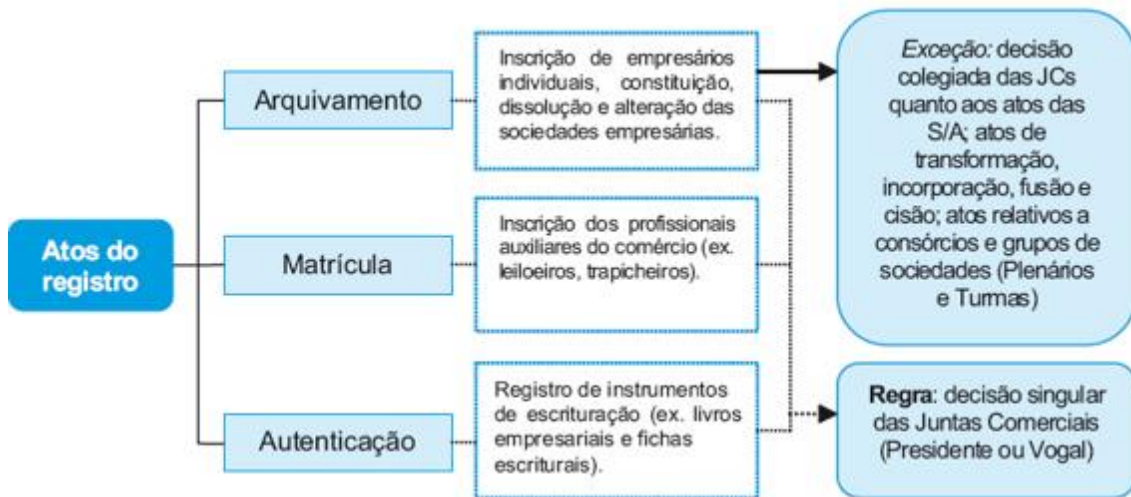 Atos do
registro
Arquivamento
Inscrição de empresários
individuais, constituição,
dissolução e alteração das
sociedades empresárias.
Exceção: decisão
colegiada das JCs
quanto aos atos das
S/A; atos de
transformação,
incorporação, fusão e
cisão; atos relativos a
consórcios e grupos de
sociedades (Plenários
e Turmas)
Matrícula
Inscrição dos profissionais
auxiliares do comércio (ex.
leiloeiros, trapicheiros).
Autenticação
Registro de instrumentos
de escrituração (ex. livros
empresariais e fichas
escriturais).
Regra: decisão singular
das Juntas Comerciais
(Presidente ou Vogal)